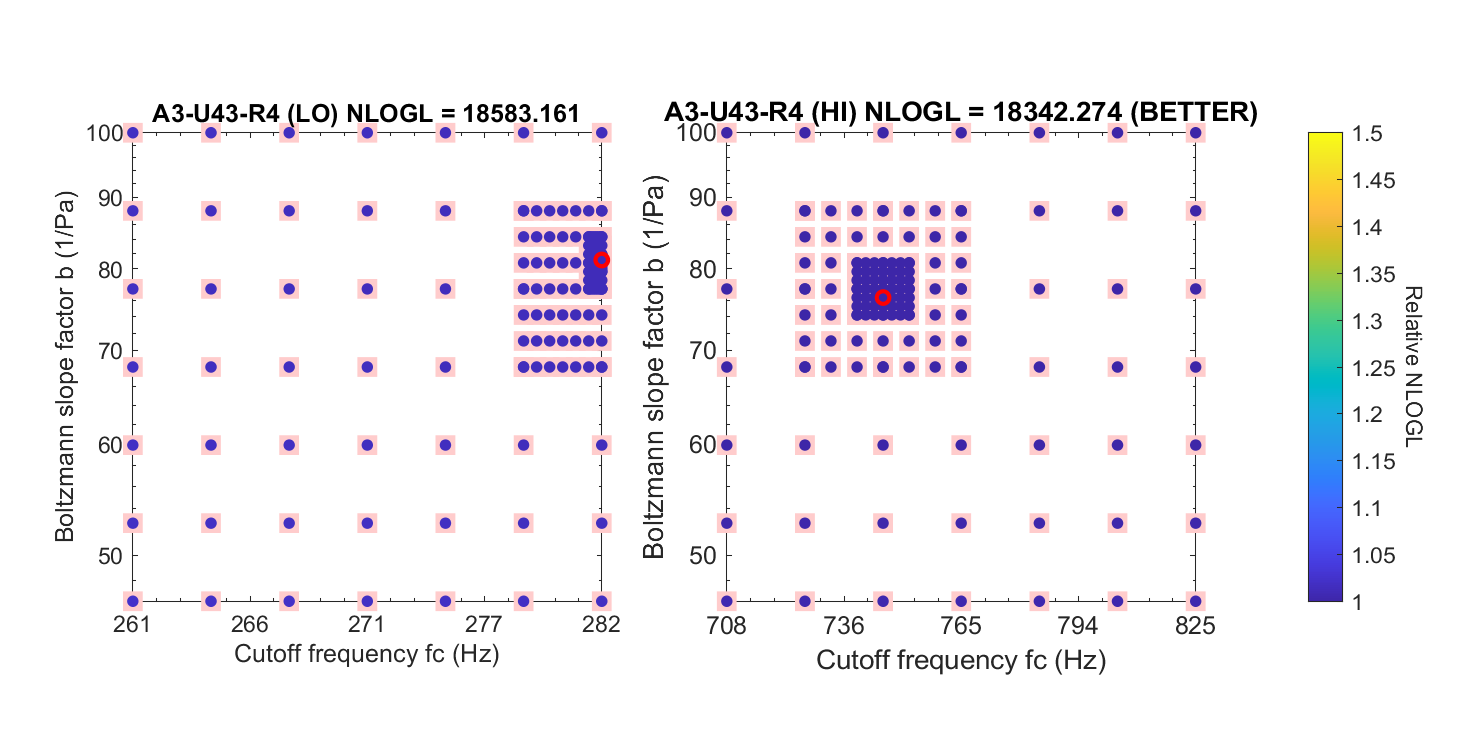 A3-U43-R4 (LO) NLOGL = 18583.161
100
90
80
70
60
50
Boltzmann slope factor b (1/Pa)
261 266 271 277 282
Cutoff frequency fc (Hz)
A3-U43-R4 (HI) NLOGL = 18342.274 (BETTER)
100
90
80
70
60
50
Boltzmann slope factor b (1/Pa)
708 736 765 794 825
Cutoff frequency fc (Hz)
1.5
1.45
1.4
1.35
1.3
1.25
1.2
1.15
1.1
1.05
1
Relative NLOGL